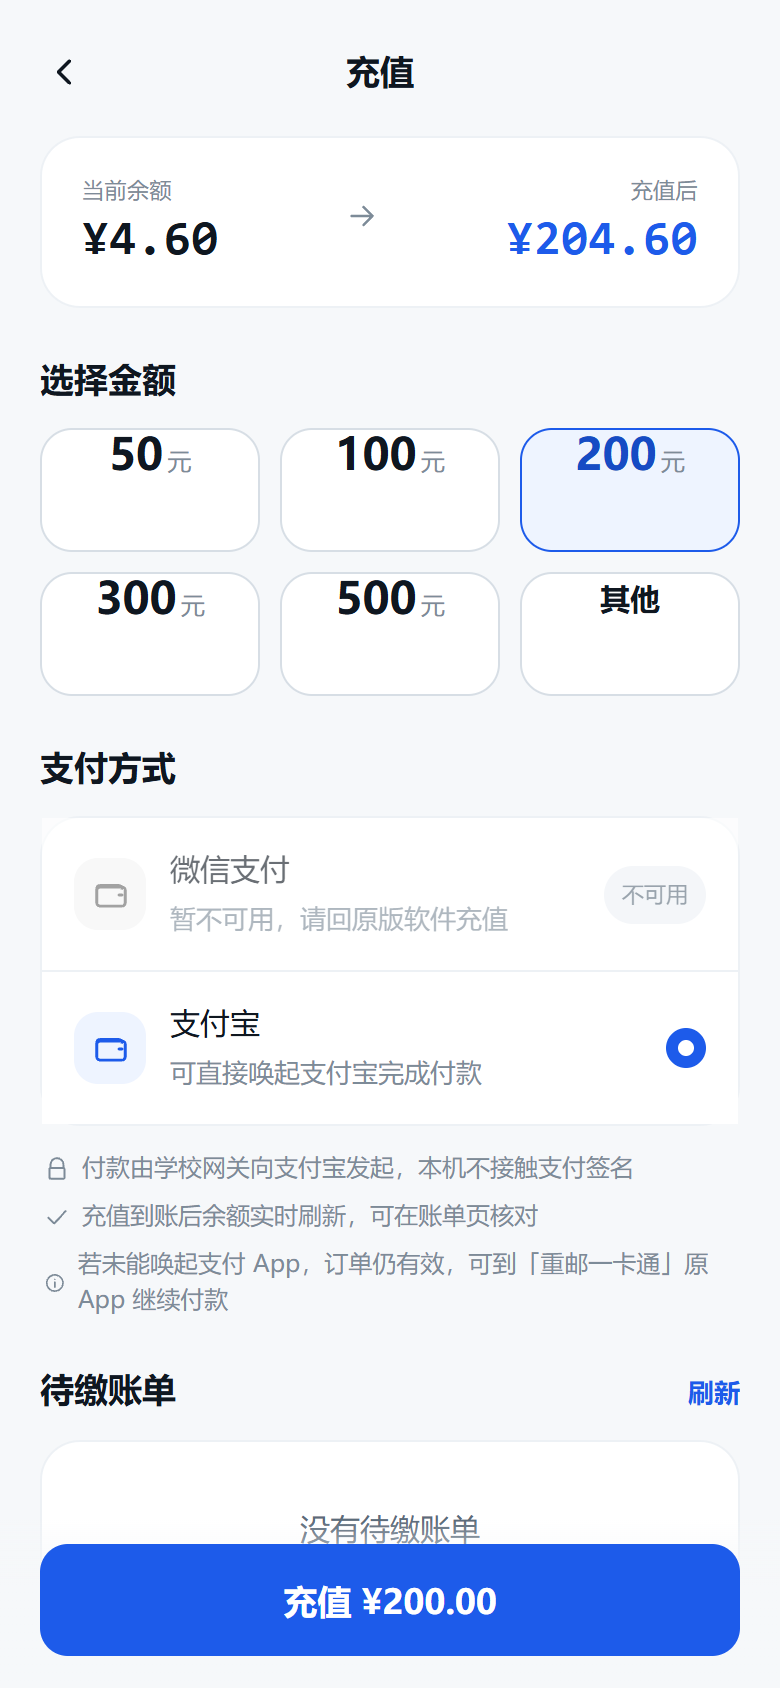 充值
当前余额
充值后
¥4.60
¥204.60
选择金额
50元
100元
200元
300元
500元
其他
支付方式
微信支付
暂不可用，请回原版软件充值
不可用
支付宝
可直接唤起支付宝完成付款
付款由学校网关向支付宝发起，本机不接触支付签名
充值到账后余额实时刷新，可在账单页核对
若未能唤起支付 App，订单仍有效，可到「重邮一卡通」原
App 继续付款
待缴账单
刷新
没有待缴账单
充值 ¥200.00